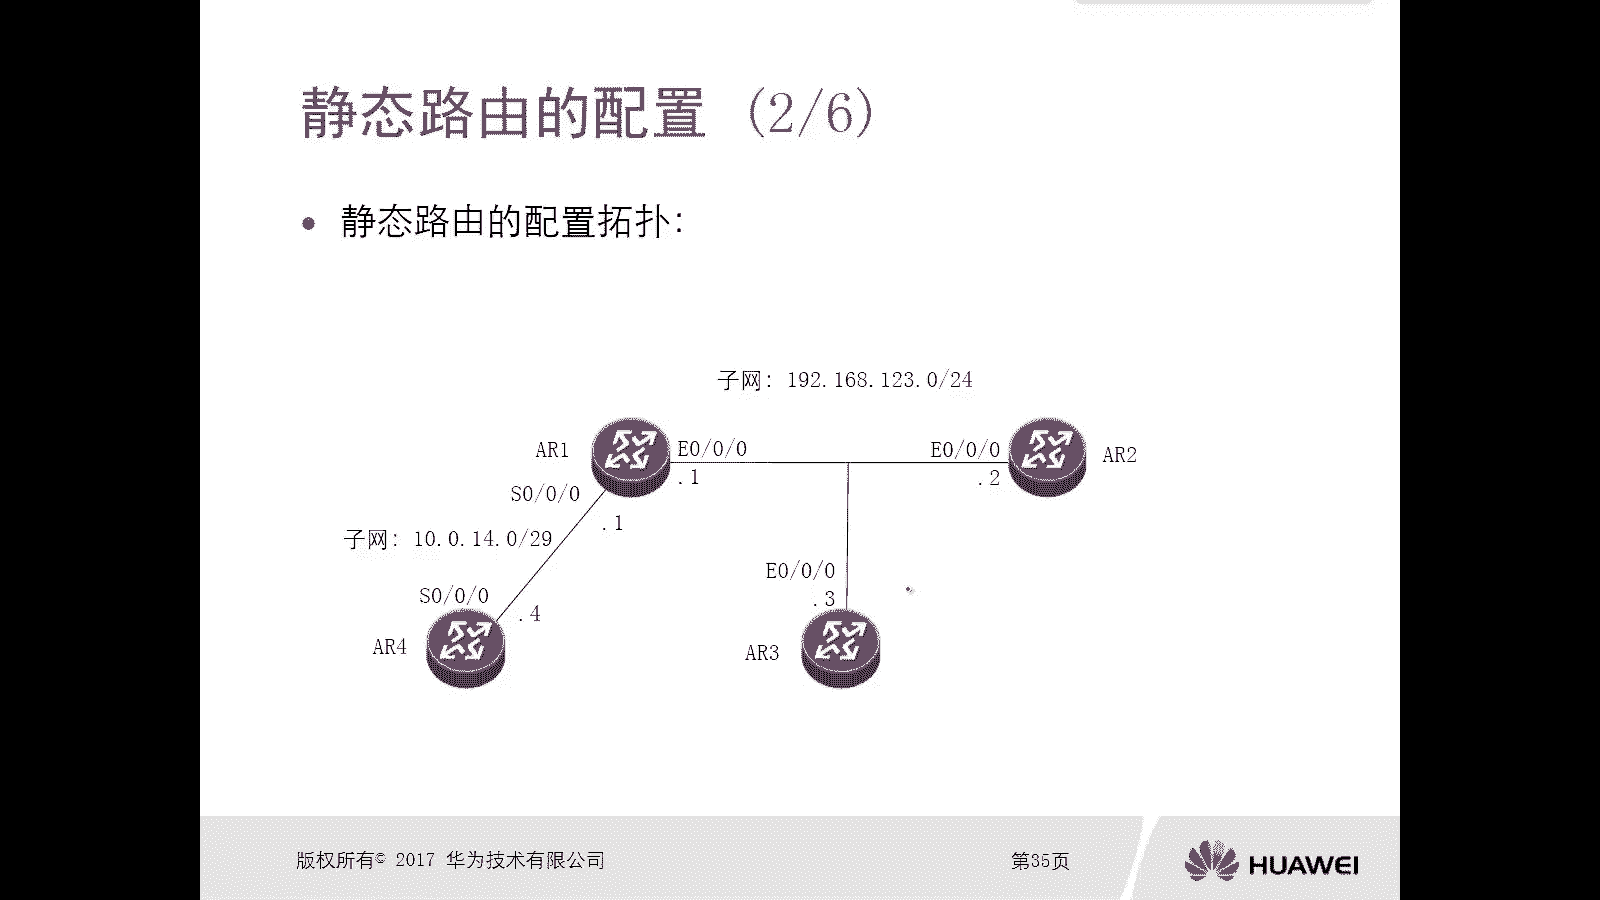 静态路由的配置 (2/6)
• 静态路由的配置拓扑：
子网：192.168.123.0/24
AR1
E0/0/0
E0/0/0
AR2
.1
.2
S0/0/0
.1
子网：10.0.14.0/29
E0/0/0
S0/0/0
.3
.4
AR4
AR3
版权所有© 2017 华为技术有限公司
第35页
HUAWEI